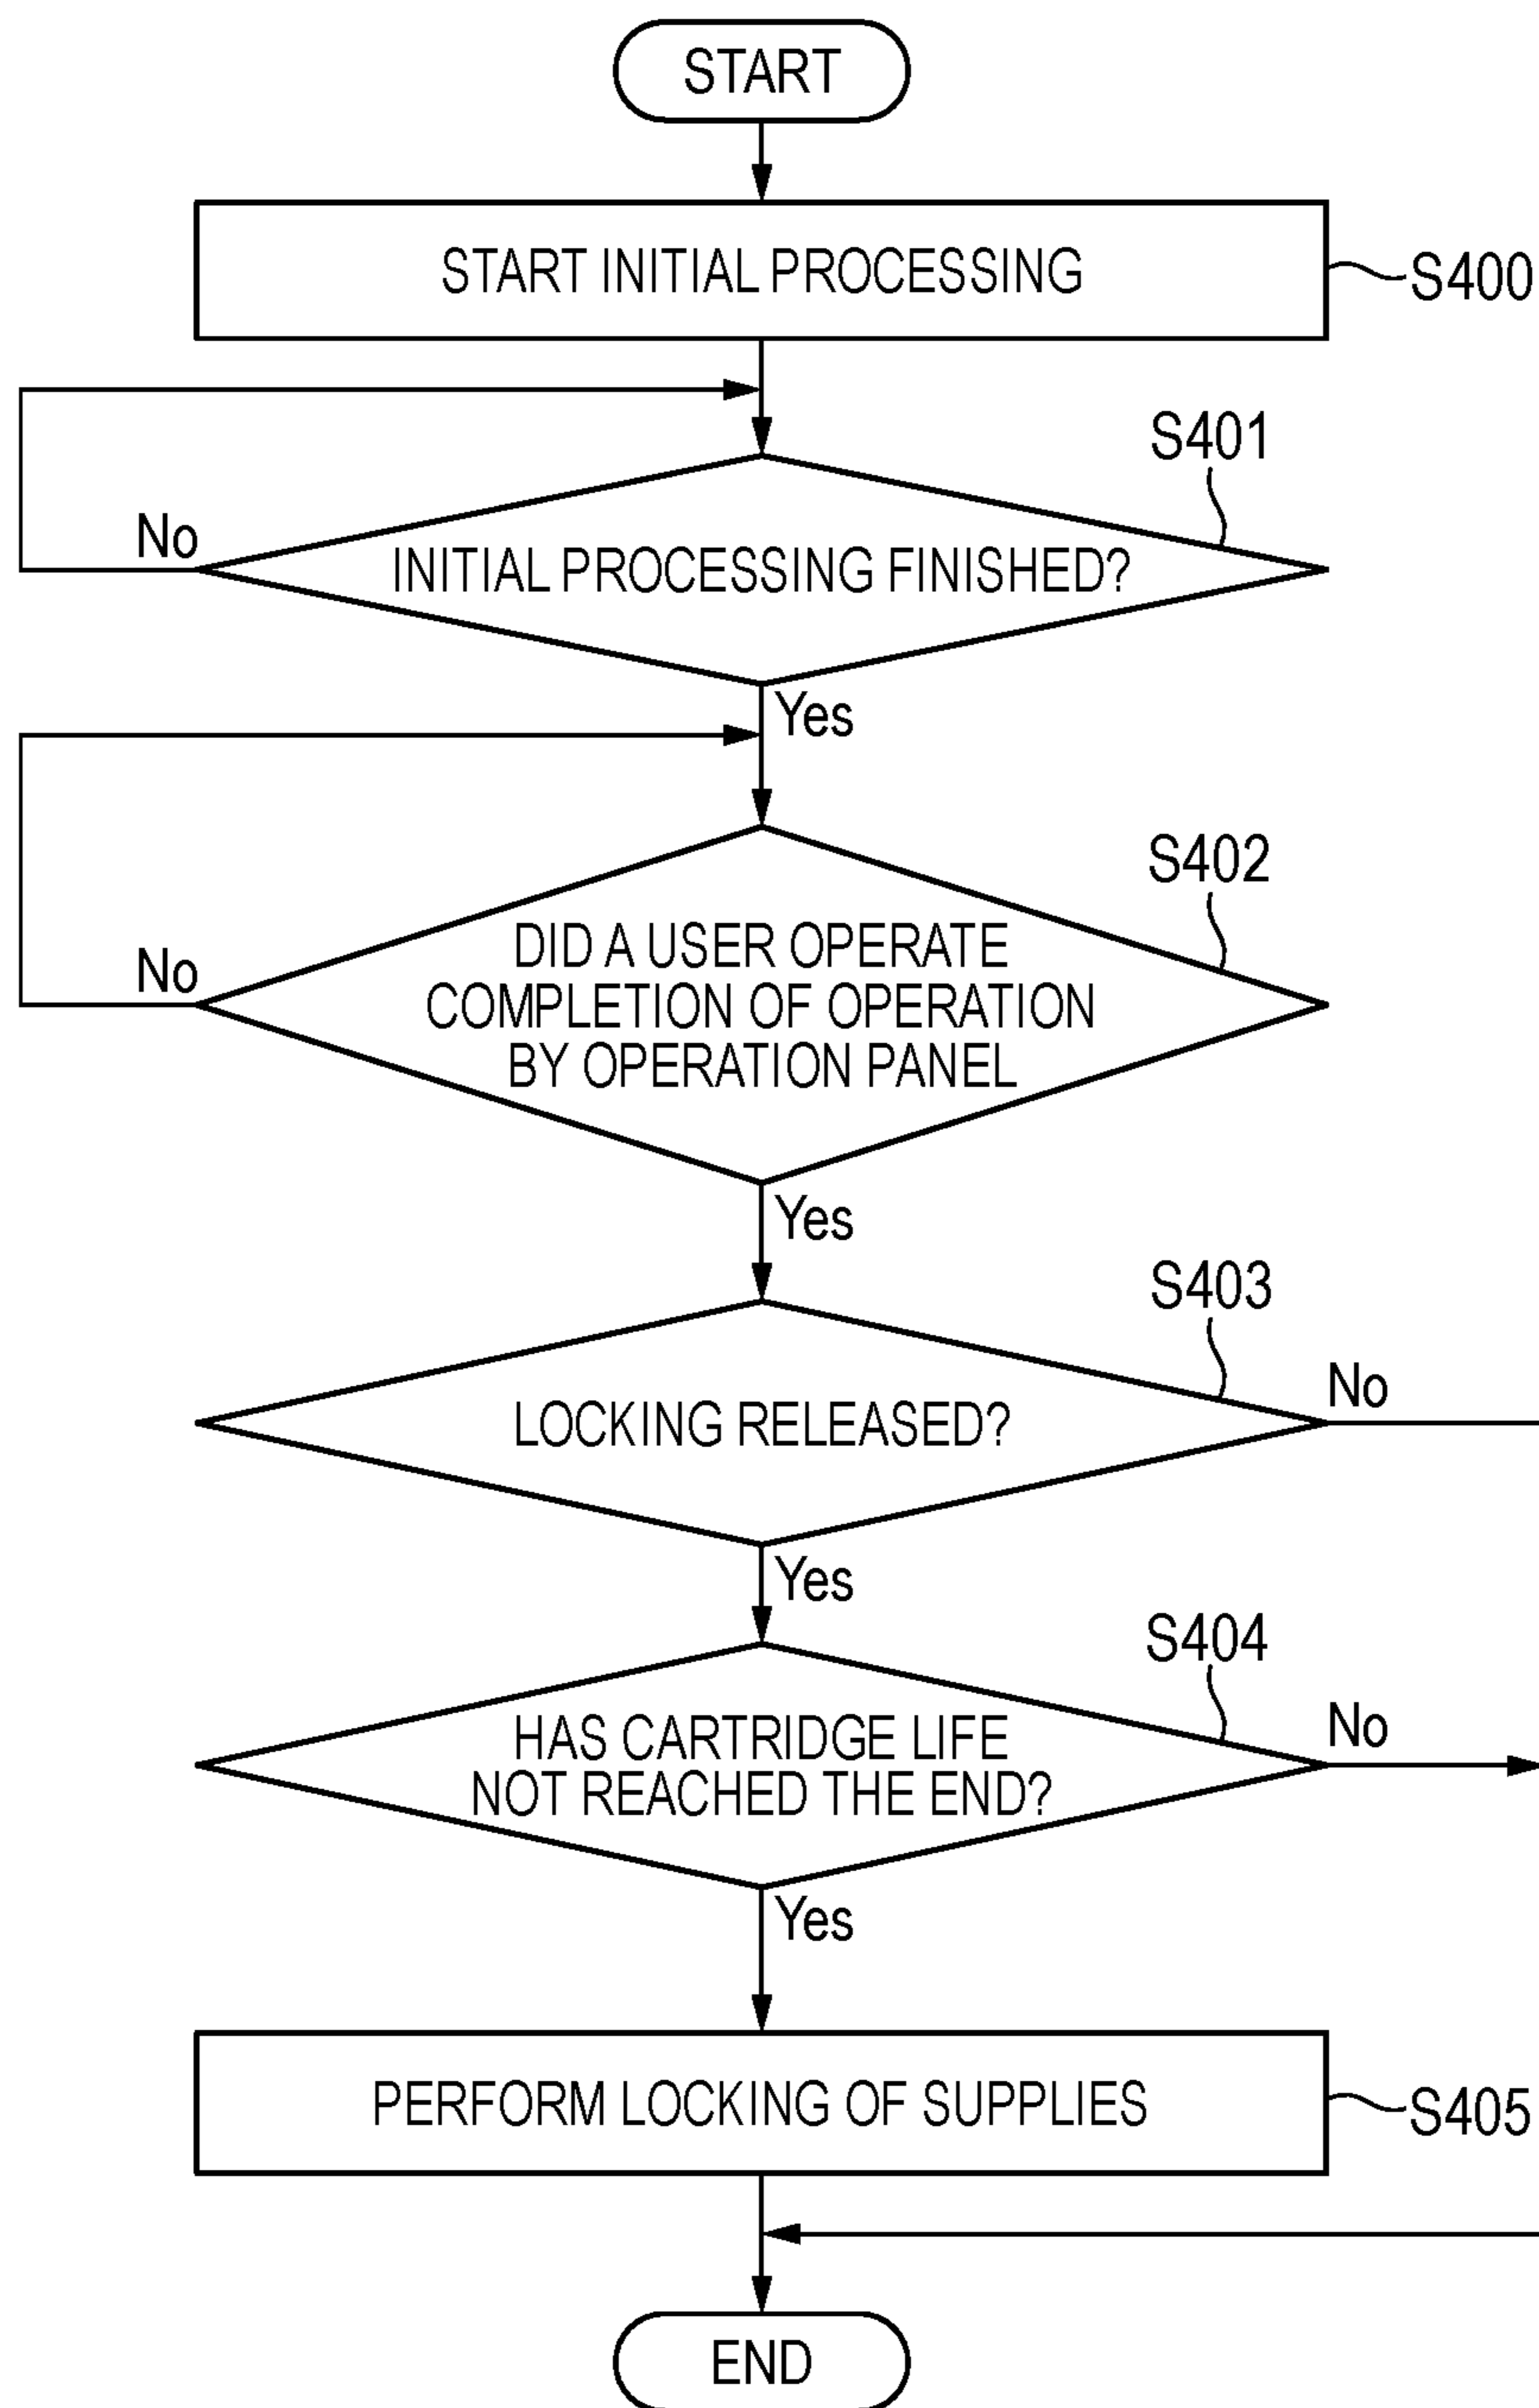 START
START INITIAL PROCESSING
S400
S401
No
INITIAL PROCESSING FINISHED?
Yes
S402
No
DID A USER OPERATE
COMPLETION OF OPERATION
BY OPERATION PANEL
Yes
S403
No
LOCKING RELEASED?
Yes
S404
No
HAS CARTRIDGE LIFE
NOT REACHED THE END?
Yes
PERFORM LOCKING OF SUPPLIES
S405
END